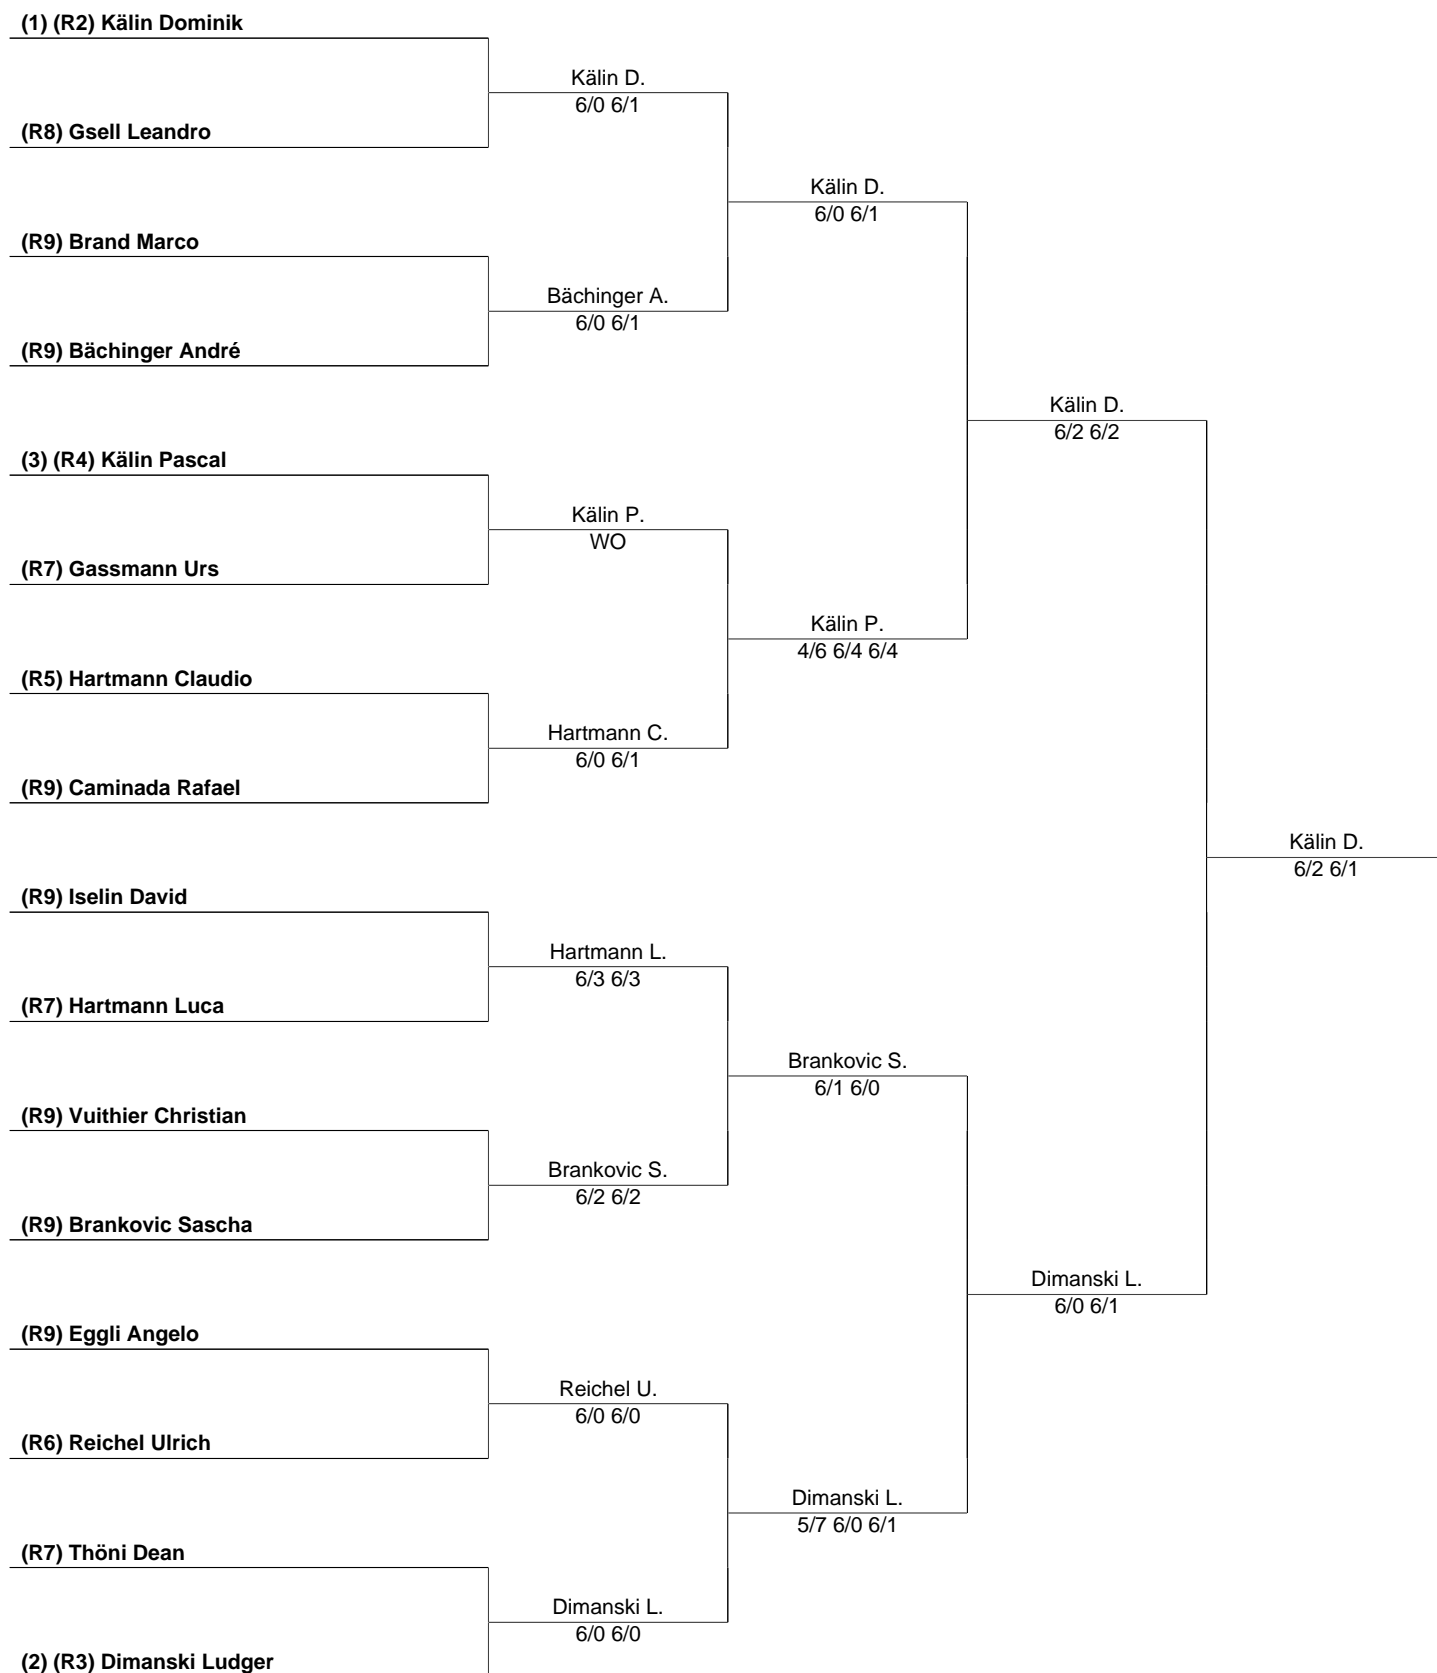 (1) (R2) Kälin Dominik
Kälin D.
6/0 6/1
(R8) Gsell Leandro
Kälin D.
6/0 6/1
(R9) Brand Marco
Bächinger A.
6/0 6/1
(R9) Bächinger André
Kälin D.
6/2 6/2
(3) (R4) Kälin Pascal
Kälin P.
WO
(R7) Gassmann Urs
Kälin P.
4/6 6/4 6/4
(R5) Hartmann Claudio
Hartmann C.
6/0 6/1
(R9) Caminada Rafael
Kälin D.
6/2 6/1
(R9) Iselin David
Hartmann L.
6/3 6/3
(R7) Hartmann Luca
Brankovic S.
6/1 6/0
(R9) Vuithier Christian
Brankovic S.
6/2 6/2
(R9) Brankovic Sascha
Dimanski L.
6/0 6/1
(R9) Eggli Angelo
Reichel U.
6/0 6/0
(R6) Reichel Ulrich
Dimanski L.
5/7 6/0 6/1
(R7) Thöni Dean
Dimanski L.
6/0 6/0
(2) (R3) Dimanski Ludger